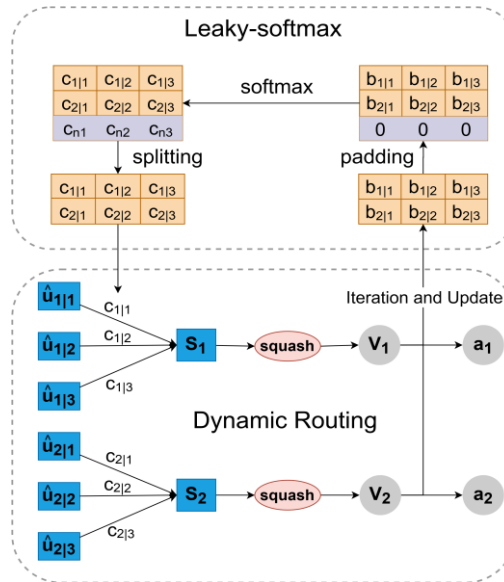 Leaky-softmax
c1|1 c1|2 c1|3
c2|1 c2|2 c2|3
cn1 cn2 cn3
softmax
b1|1 b1|2 b1|3
b2|1 b2|2 b2|3
0 0 0
splitting
padding
c1|1 c1|2 c1|3
c2|1 c2|2 c2|3
b1|1 b1|2 b1|3
b2|1 b2|2 b2|3
Iteration and Update
û1|1
û1|2
û1|3
c1|1
c1|2
c1|3
S1
squash
V1
a1
Dynamic Routing
û2|1
û2|2
û2|3
c2|1
c2|2
c2|3
S2
squash
V2
a2